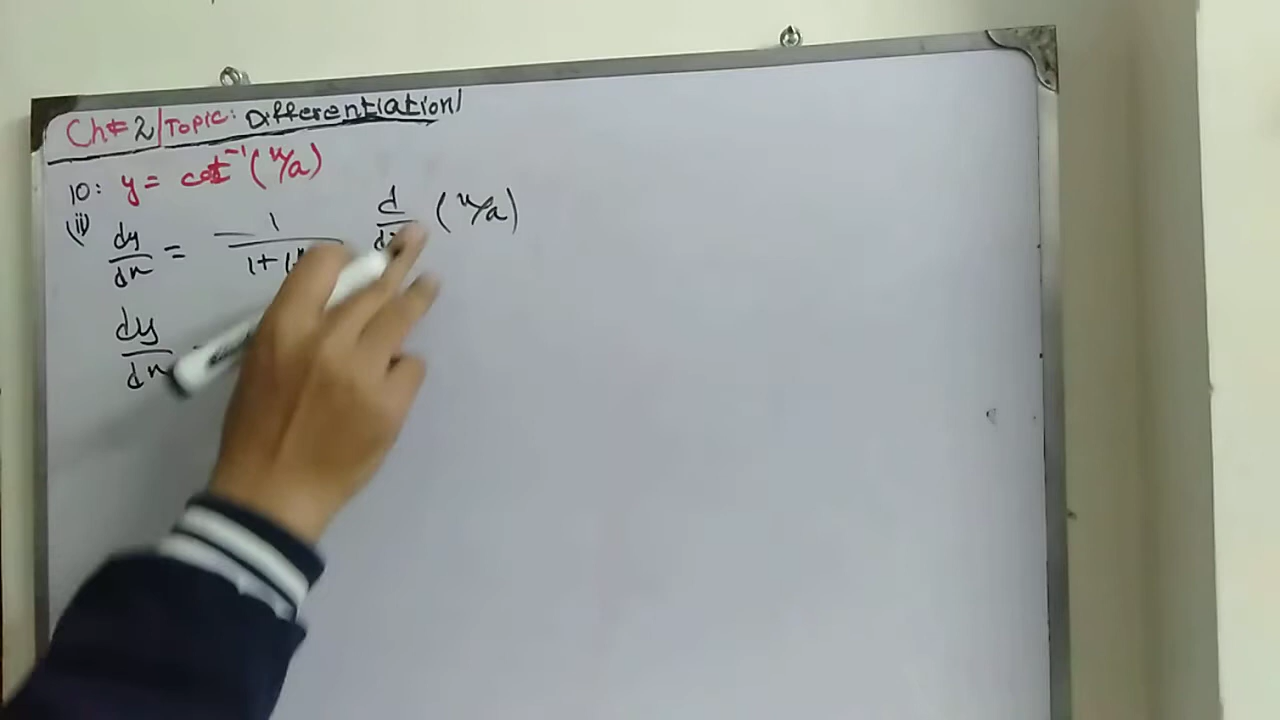 Ch# 2 | Topic: Differentiation
10: y = cot⁻¹ (x/a)
(ii) dy/dx = -1/1+(x d/dx (x/a)
dy/dx